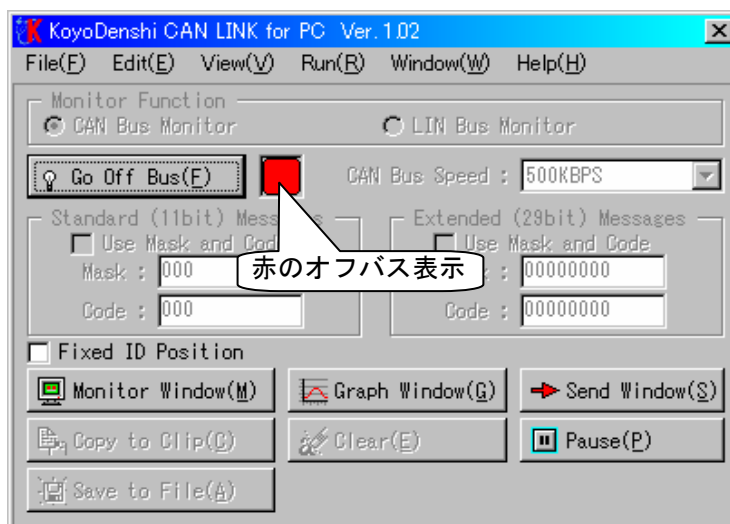 KoyoDenshi CAN LINK for PC Ver.1.02
File(F) Edit(E) View(V) Run(R) Window(W) Help(H)
Monitor Function
CAN Bus Monitor LIN Bus Monitor
Go Off Bus(F) CAN Bus Speed : 500KBPS
Standard (11bit) Messages Extended (29bit) Messages
Use Mask and Code Use Mask and Code
赤のオフバス表示
Mask : 000 : 00000000
Code : 000 Code : 00000000
Fixed ID Position
Monitor Window(M) Graph Window(G) Send Window(S)
Copy to Clip(C) Clear(E) Pause(P)
Save to File(A)